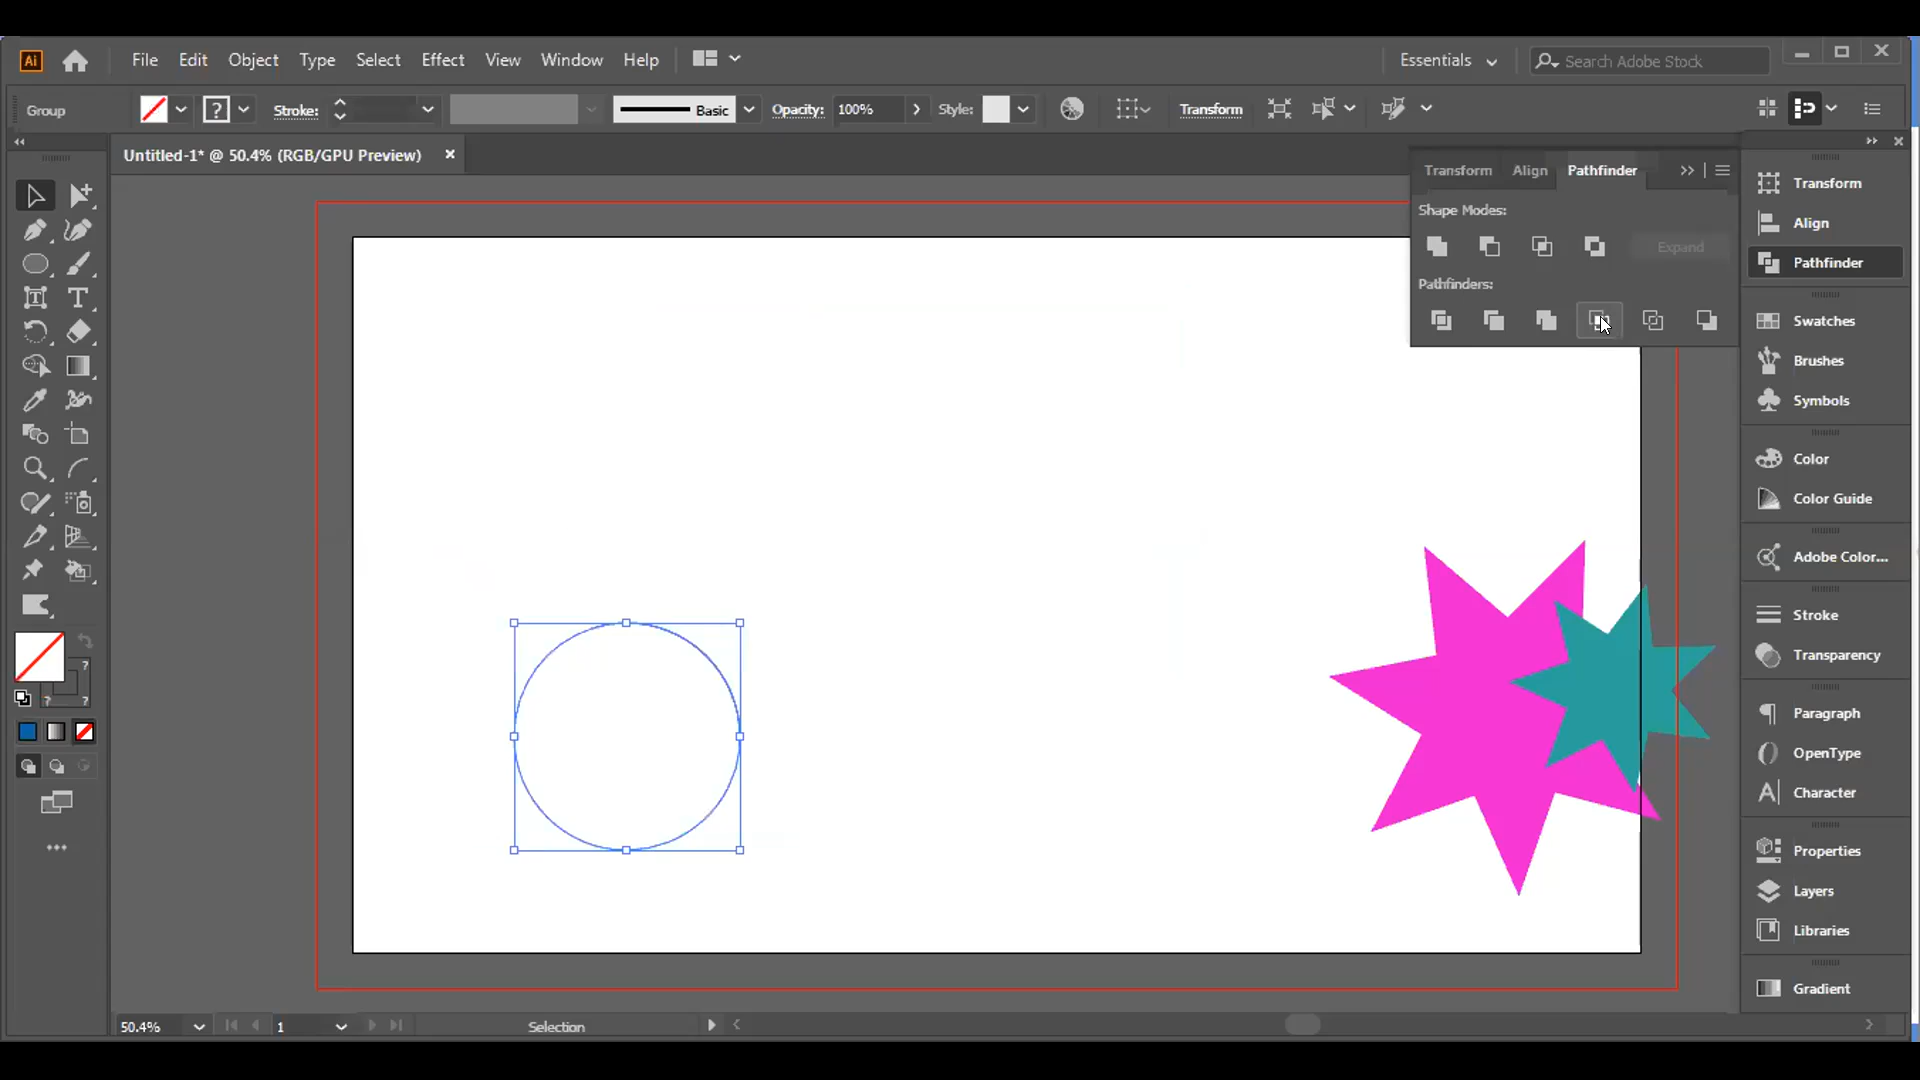 Ai File Edit Object Type Select Effect View Window Help Essentials Search Adobe Stock
Group ? Stroke: Basic Opacity: 100% Style: Transform
Untitled-1* @ 50.4% (RGB/GPU Preview)
Transform Align Pathfinder
Shape Modes:
Expand
Pathfinders:
Transform
Align
Pathfinder
Swatches
Brushes
Symbols
Color
Color Guide
Adobe Color...
Stroke
Transparency
Paragraph
OpenType
Character
Properties
Layers
Libraries
Gradient
?
? ?
50.4% 1 Selection